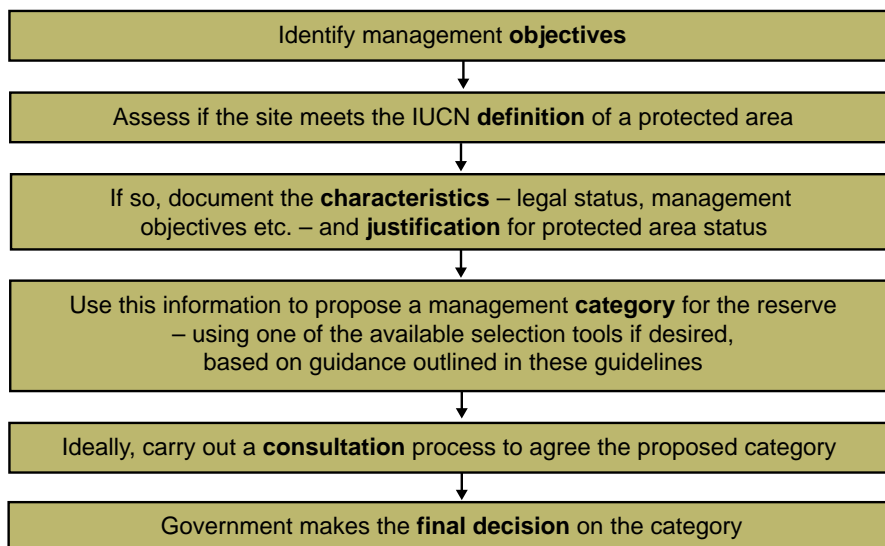 Identify management objectives
Assess if the site meets the IUCN definition of a protected area
If so, document the characteristics – legal status, management
objectives etc. – and justification for protected area status
Use this information to propose a management category for the reserve
– using one of the available selection tools if desired,
based on guidance outlined in these guidelines
Ideally, carry out a consultation process to agree the proposed category
Government makes the final decision on the category